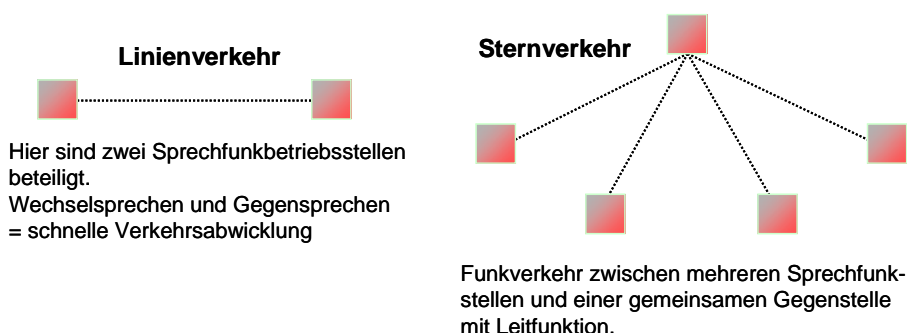 Linienverkehr
Hier sind zwei Sprechfunkbetriebsstellen
beteiligt.
Wechselsprechen und Gegensprechen
= schnelle Verkehrsabwicklung
Sternverkehr
Funkverkehr zwischen mehreren Sprechfunk-
stellen und einer gemeinsamen Gegenstelle
mit Leitfunktion.